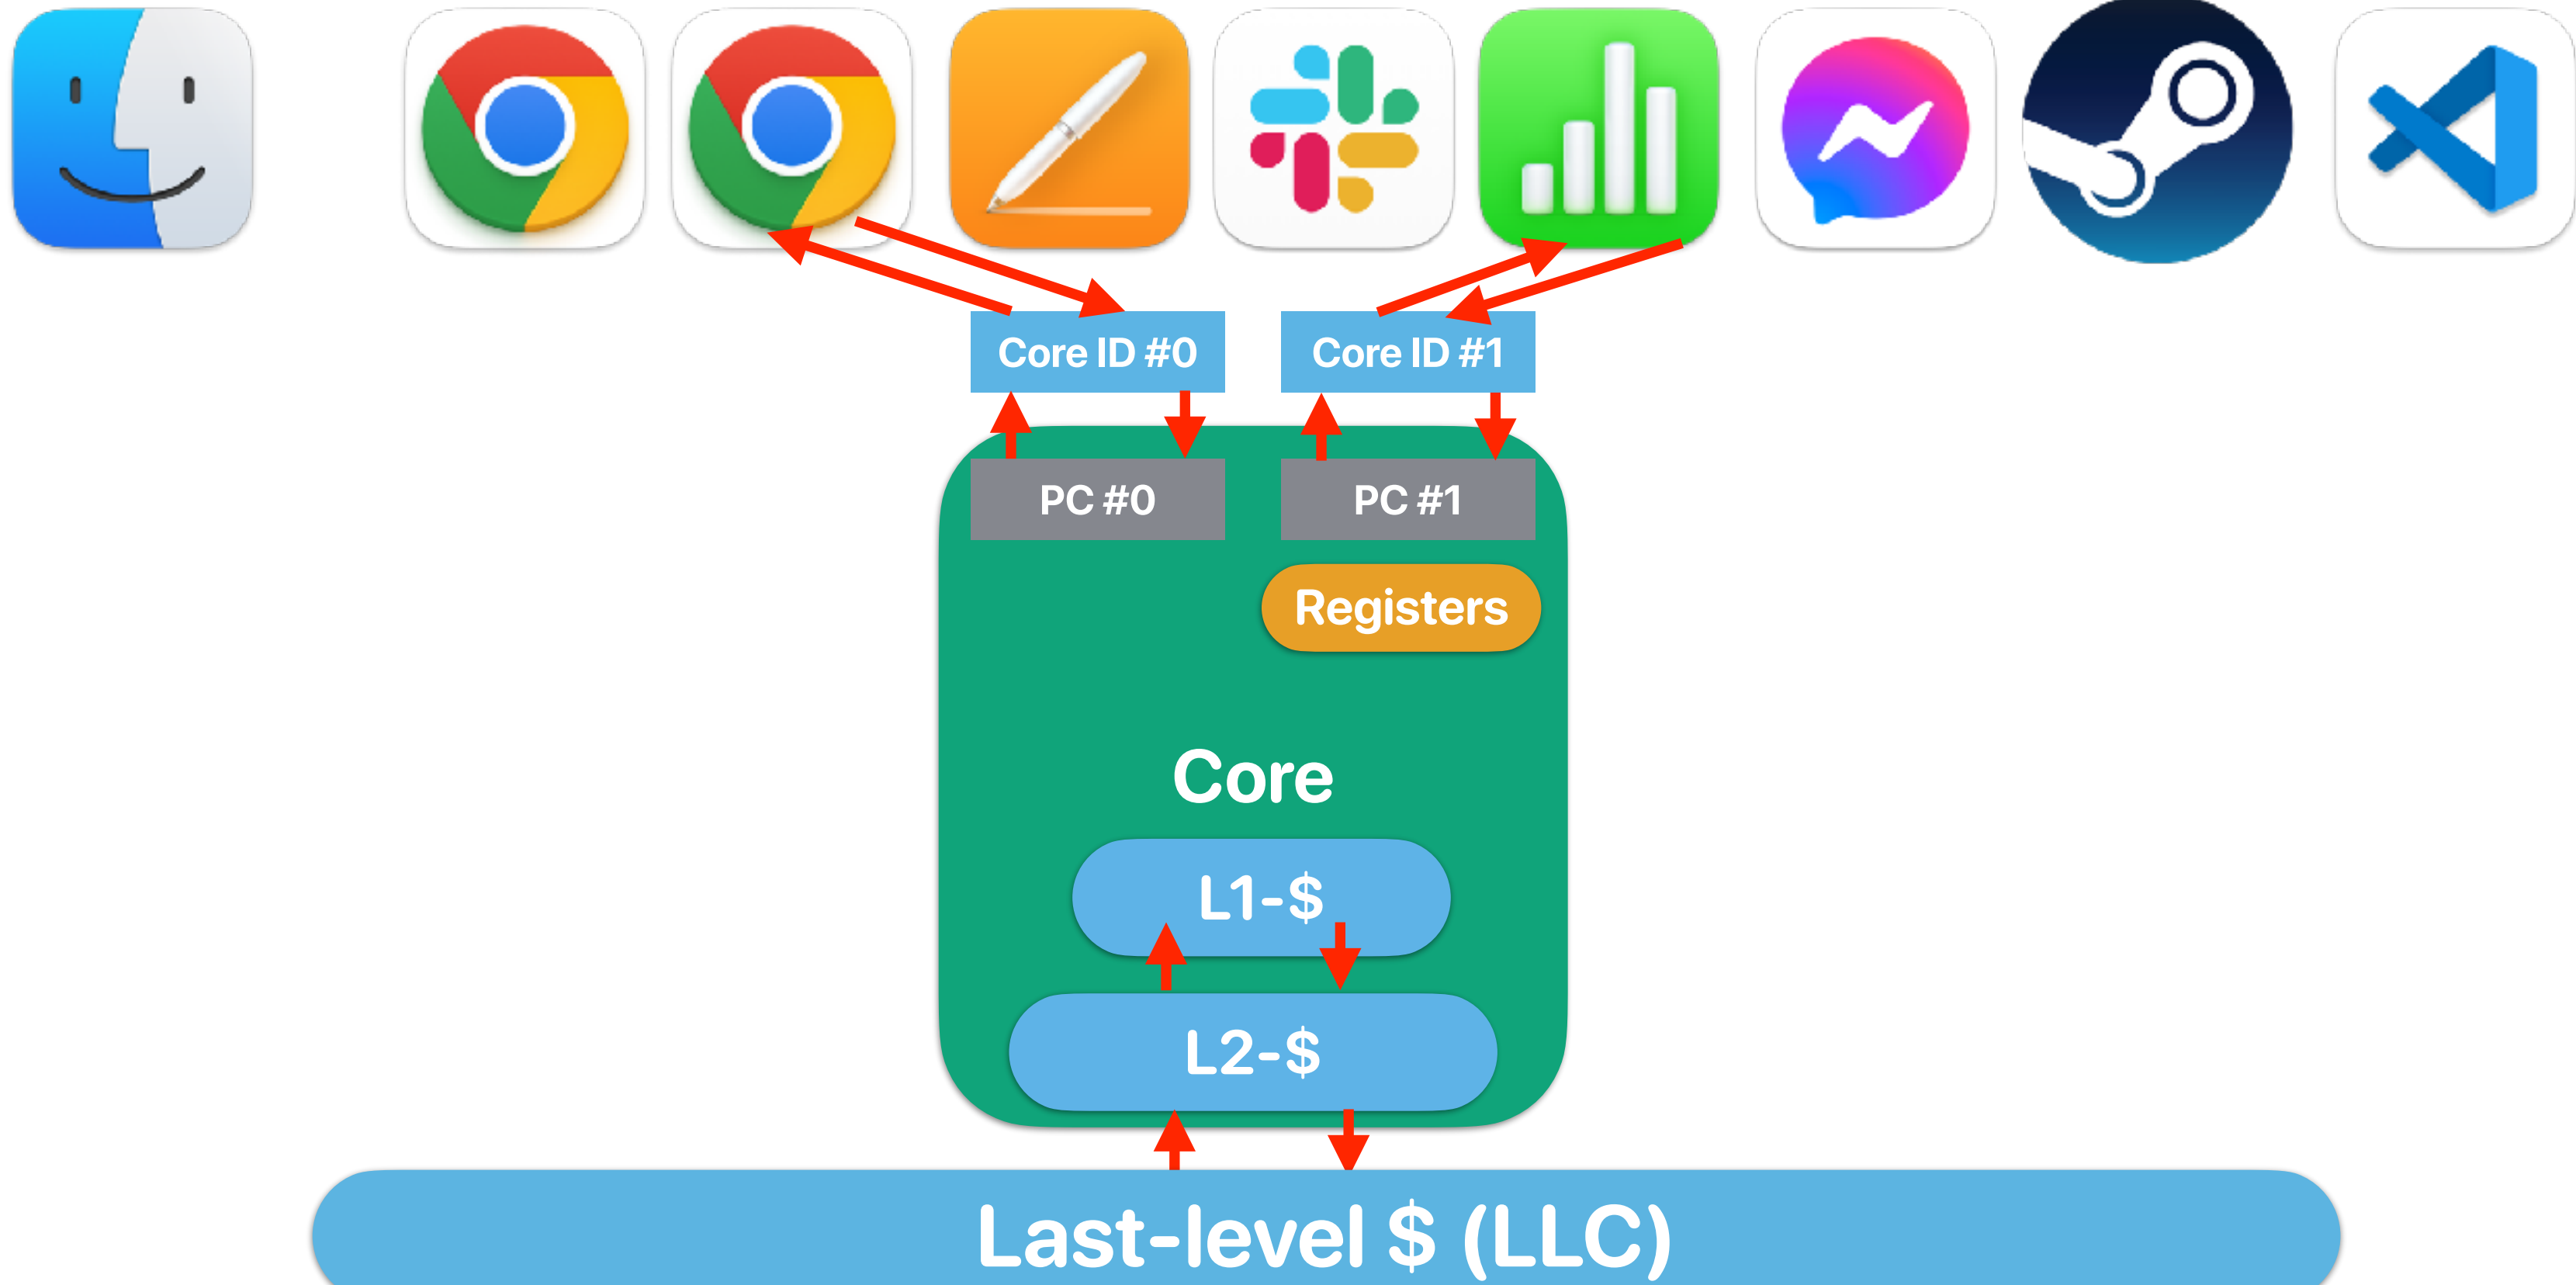 Core ID #0
Core ID #1
PC #0
PC #1
Registers
Core
L1-$
L2-$
Last-level $ (LLC)